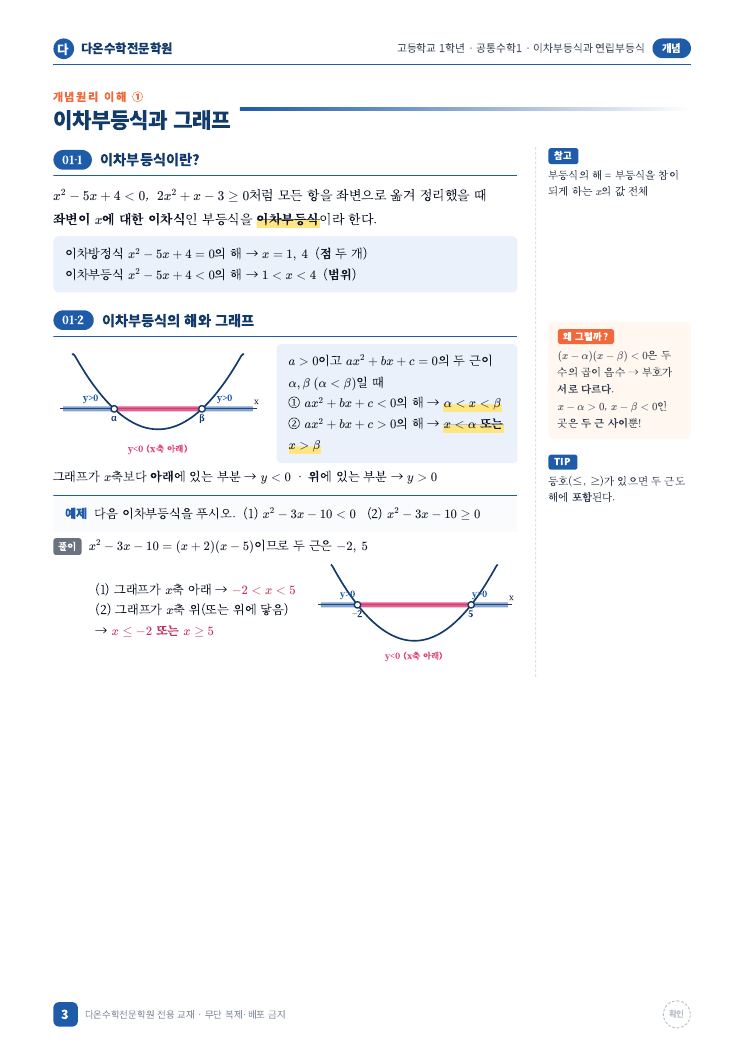 다 다온수학전문학원
고등학교 1학년 · 공통수학1 · 이차부등식과 연립부등식 개념
개념원리 이해 ①
이차부등식과 그래프
01-1 이차부등식이란?
x² − 5x + 4 < 0, 2x² + x − 3 ≥ 0처럼 모든 항을 좌변으로 옮겨 정리했을 때
좌변이 x에 대한 이차식인 부등식을 이차부등식이라 한다.
이차방정식 x² − 5x + 4 = 0의 해 → x = 1, 4 (점 두 개)
이차부등식 x² − 5x + 4 < 0의 해 → 1 < x < 4 (범위)
01-2 이차부등식의 해와 그래프
y>0 y>0 x
α β
y<0 (x축 아래)
a > 0이고 ax² + bx + c = 0의 두 근이
α, β (α < β)일 때
① ax² + bx + c < 0의 해 → α < x < β
② ax² + bx + c > 0의 해 → x < α 또는
x > β
그래프가 x축보다 아래에 있는 부분 → y < 0 · 위에 있는 부분 → y > 0
예제 다음 이차부등식을 푸시오. (1) x² − 3x − 10 < 0 (2) x² − 3x − 10 ≥ 0
풀이 x² − 3x − 10 = (x + 2)(x − 5)이므로 두 근은 −2, 5
(1) 그래프가 x축 아래 → −2 < x < 5
(2) 그래프가 x축 위(또는 위에 닿음)
→ x ≤ −2 또는 x ≥ 5
y>0 y>0 x
−2 5
y<0 (x축 아래)
참고
부등식의 해 = 부등식을 참이
되게 하는 x의 값 전체
왜 그럴까?
(x − α)(x − β) < 0은 두
수의 곱이 음수 → 부호가
서로 다르다.
x − α > 0, x − β < 0인
곳은 두 근 사이뿐!
TIP
등호(≤, ≥)가 있으면 두 근도
해에 포함된다.
3 다온수학전문학원 전용 교재 · 무단 복제·배포 금지
확인